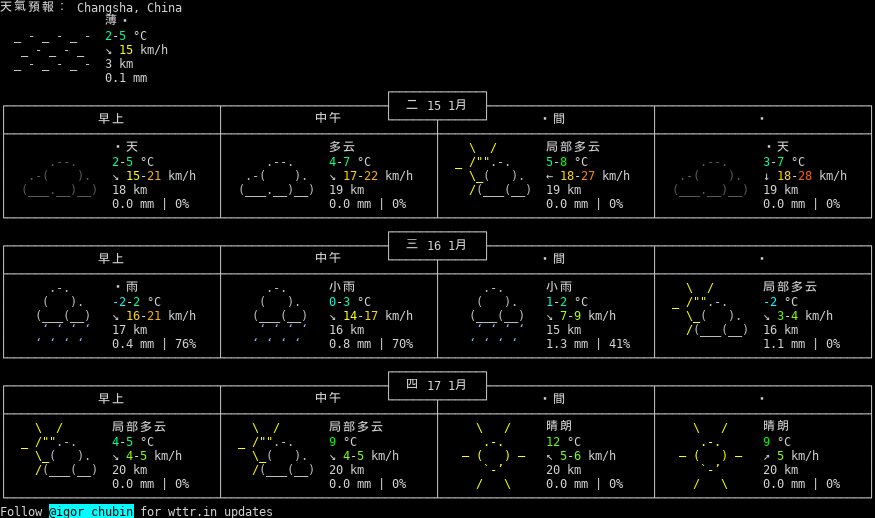 天氣預報： Changsha, China
薄・
2-5 °C
↘ 15 km/h
3 km
0.1 mm
二 15 1月
早上 中午 ・間 ・
・天 多云 局部多云 ・天
2-5 °C 4-7 °C 5-8 °C 3-7 °C
↘ 15-21 km/h ↘ 17-22 km/h ← 18-27 km/h ↓ 18-28 km/h
18 km 19 km 19 km 19 km
0.0 mm | 0% 0.0 mm | 0% 0.0 mm | 0% 0.0 mm | 0%
三 16 1月
早上 中午 ・間 ・
・雨 小雨 小雨 局部多云
-2-2 °C 0-3 °C 1-2 °C -2 °C
↘ 16-21 km/h ↘ 14-17 km/h ↘ 7-9 km/h ↘ 3-4 km/h
17 km 16 km 15 km 16 km
0.4 mm | 76% 0.8 mm | 70% 1.3 mm | 41% 1.1 mm | 0%
四 17 1月
早上 中午 ・間 ・
局部多云 局部多云 晴朗 晴朗
4-5 °C 9 °C 12 °C 9 °C
↘ 4-5 km/h ↘ 4-5 km/h ↖ 5-6 km/h ↗ 5 km/h
20 km 20 km 20 km 20 km
0.0 mm | 0% 0.0 mm | 0% 0.0 mm | 0% 0.0 mm | 0%
Follow @igor_chubin for wttr.in updates